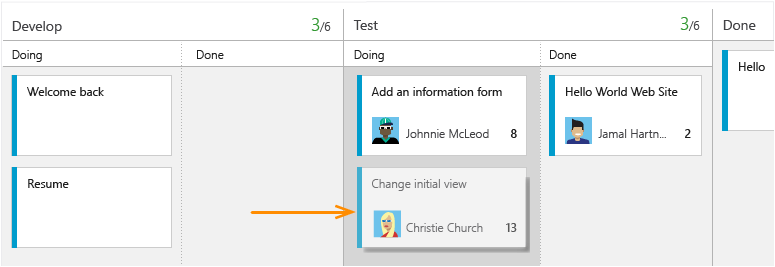 Develop 3/6
Test 3/6
Done
Doing
Done
Doing
Done
Welcome back
Add an information form
Johnnie McLeod 8
Hello World Web Site
Jamal Hartn... 2
Hello
Resume
Change initial view
Christie Church 13